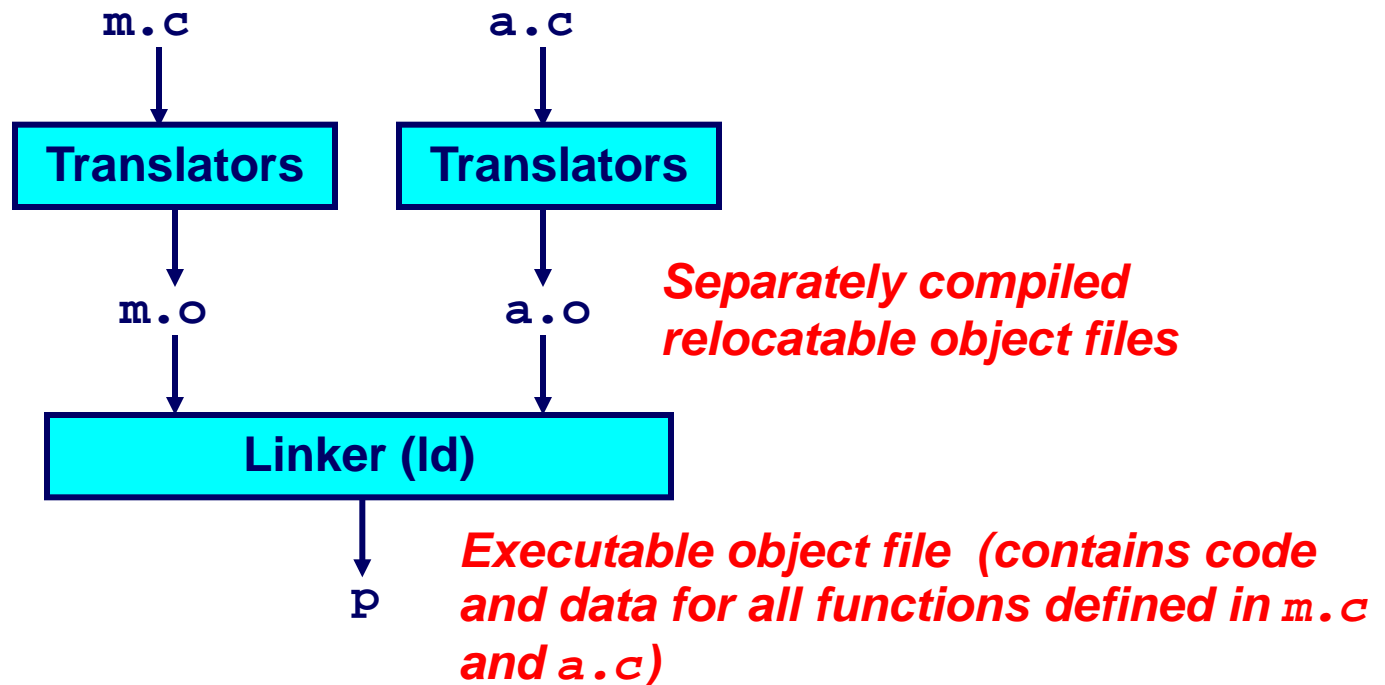 m.c
a.c
Translators
Translators
m.o
a.o
Separately compiled
relocatable object files
Linker (ld)
p
Executable object file (contains code
and data for all functions defined in m.c
and a.c)